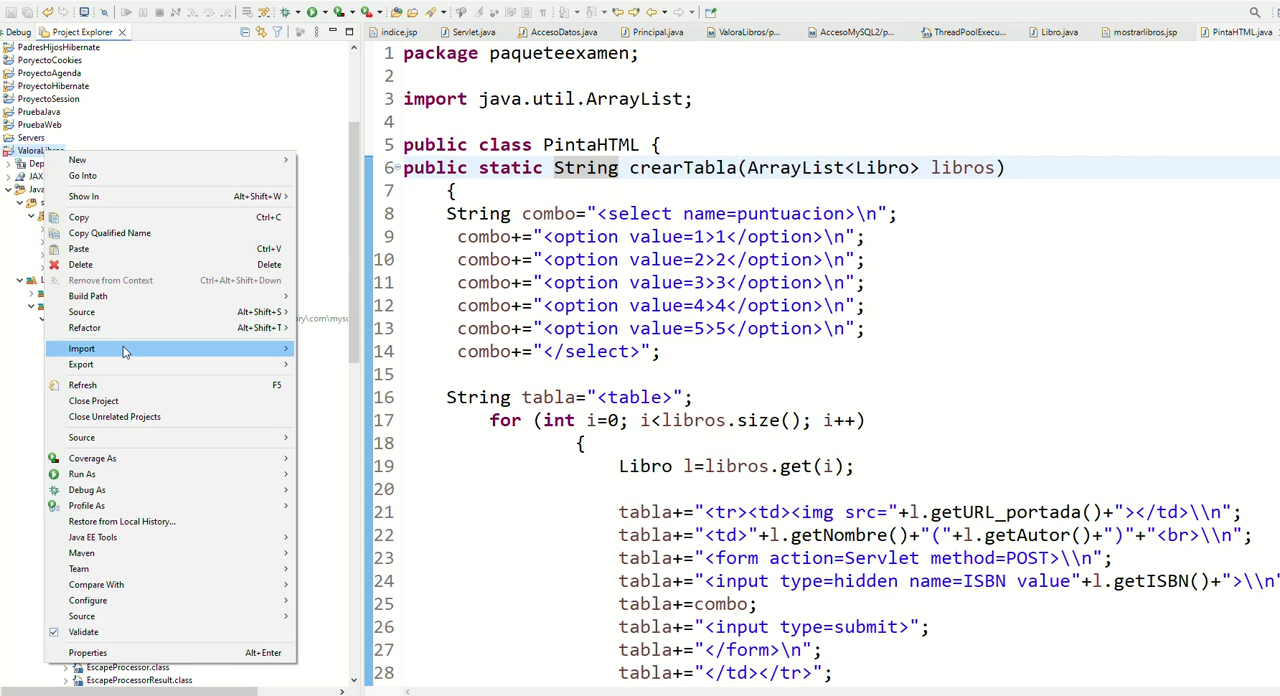 Debug
Project Explorer
indice.jsp
Servlet.java
AccesoDatos.java
Principal.java
ValoraLibros/p...
AccesoMySQL2/p...
ThreadPoolExecu...
Libro.java
mostrarlibros.jsp
PintaHTML.java
PadresHijosHibernate
PoryectoCookies
ProyectoAgenda
ProyectoHibernate
ProyectoSession
PruebaJava
PruebaWeb
Servers
ValoraLibros
Dep
JAX
Java
New
Go Into
Show In Alt+Shift+W
Copy Ctrl+C
Copy Qualified Name
Paste Ctrl+V
Delete Delete
Remove from Context Ctrl+Alt+Shift+Down
Build Path
Source Alt+Shift+S
Refactor Alt+Shift+T
Import
Export
Refresh F5
Close Project
Close Unrelated Projects
Source
Coverage As
Run As
Debug As
Profile As
Restore from Local History...
Java EE Tools
Maven
Team
Compare With
Configure
Source
Validate
Properties Alt+Enter
EscapeProcessor.class
EscapeProcessorResult.class
1 package paqueteexamen;
2
3 import java.util.ArrayList;
4
5 public class PintaHTML {
6 public static String crearTabla(ArrayList<Libro> libros)
7 {
8 String combo="<select name=puntuacion>\n";
9 combo+="<option value=1>1</option>\n";
10 combo+="<option value=2>2</option>\n";
11 combo+="<option value=3>3</option>\n";
12 combo+="<option value=4>4</option>\n";
13 combo+="<option value=5>5</option>\n";
14 combo+="</select>";
15
16 String tabla="<table>";
17 for (int i=0; i<libros.size(); i++)
18 {
19 Libro l=libros.get(i);
20
21 tabla+="<tr><td><img src="+l.getURL_portada()+"></td>\\n";
22 tabla+="<td>"+l.getNombre()+"("+l.getAutor()+")"+"<br>\\n";
23 tabla+="<form action=Servlet method=POST>\\n";
24 tabla+="<input type=hidden name=ISBN value"+l.getISBN()+">\\n"
25 tabla+=combo;
26 tabla+="<input type=submit>";
27 tabla+="</form>\n";
28 tabla+="</td></tr>";